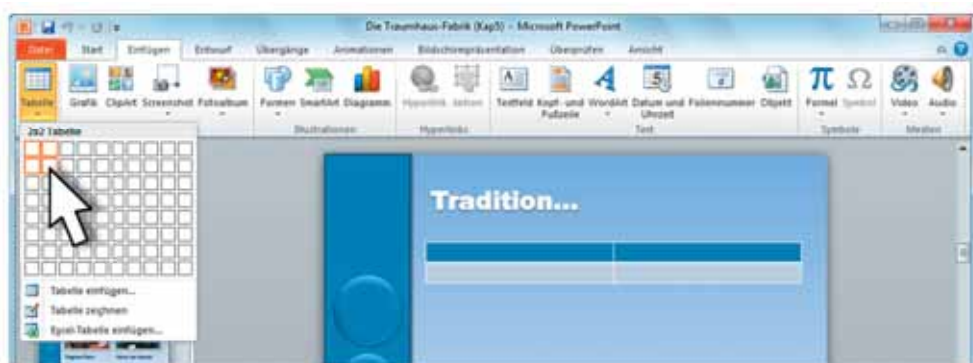 Die Traumhaus-Fabrik (Kap5) - Microsoft PowerPoint
Datei Start Einfügen Entwurf Übergänge Animationen Bildschirmpräsentation Überprüfen Ansicht
Tabelle Grafik ClipArt Screenshot Fotoalbum Formen SmartArt Diagramm Hyperlink Aktion Textfeld Kopf- und Fußzeile WordArt Datum und Uhrzeit Foliennummer Objekt Formel Symbol Video Audio
Illustrationen Hyperlinks Text Symbole Medien
2x2 Tabelle
Tradition...
Tabelle einfügen...
Tabelle zeichnen
Excel-Tabelle einfügen...